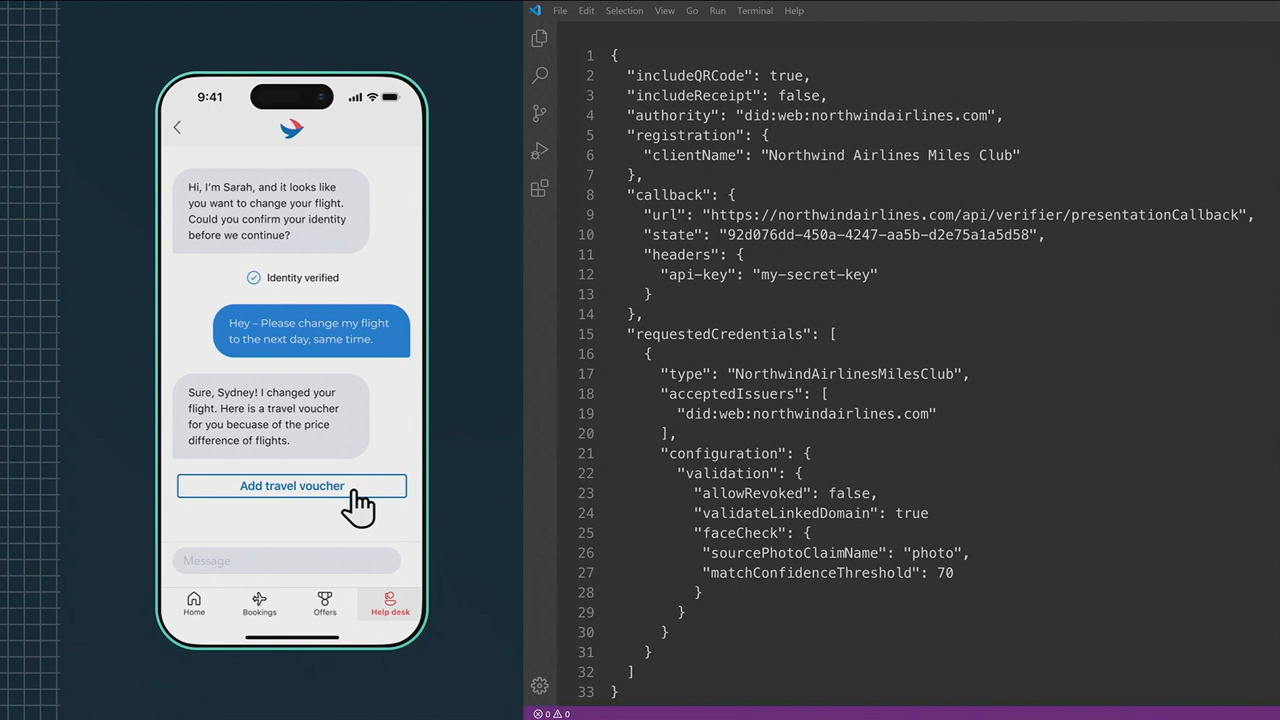 9:41
Hi, I'm Sarah, and it looks like
you want to change your flight.
Could you confirm your identity
before we continue?
Identity verified
Hey – Please change my flight
to the next day, same time.
Sure, Sydney! I changed your
flight. Here is a travel voucher
for you becuase of the price
difference of flights.
Add travel voucher
Message
Home Bookings Offers Help desk
File Edit Selection View Go Run Terminal Help
1 {
2 "includeQRCode": true,
3 "includeReceipt": false,
4 "authority": "did:web:northwindairlines.com",
5 "registration": {
6 "clientName": "Northwind Airlines Miles Club"
7 },
8 "callback": {
9 "url": "https://northwindairlines.com/api/verifier/presentationCallback",
10 "state": "92d076dd-450a-4247-aa5b-d2e75a1a5d58",
11 "headers": {
12 "api-key": "my-secret-key"
13 }
14 },
15 "requestedCredentials": [
16 {
17 "type": "NorthwindAirlinesMilesClub",
18 "acceptedIssuers": [
19 "did:web:northwindairlines.com"
20 ],
21 "configuration": {
22 "validation": {
23 "allowRevoked": false,
24 "validateLinkedDomain": true
25 "faceCheck": {
26 "sourcePhotoClaimName": "photo",
27 "matchConfidenceThreshold": 70
28 }
29 }
30 }
31 }
32 ]
33 }
0 0